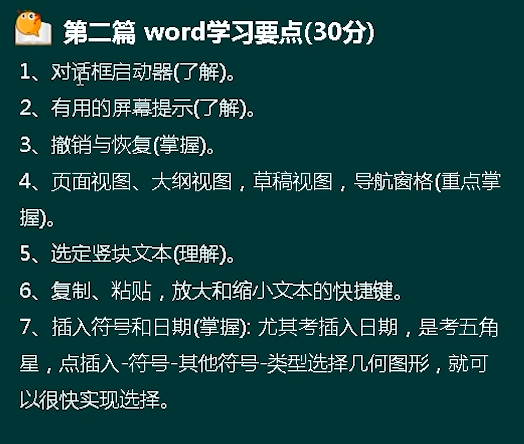 第二篇 word学习要点(30分)
1、对话框启动器(了解)。
2、有用的屏幕提示(了解)。
3、撤销与恢复(掌握)。
4、页面视图、大纲视图，草稿视图，导航窗格(重点掌
握)。
5、选定竖块文本(理解)。
6、复制、粘贴，放大和缩小文本的快捷键。
7、插入符号和日期(掌握): 尤其考插入日期，是考五角
星，点插入-符号-其他符号-类型选择几何图形，就可
以很快实现选择。